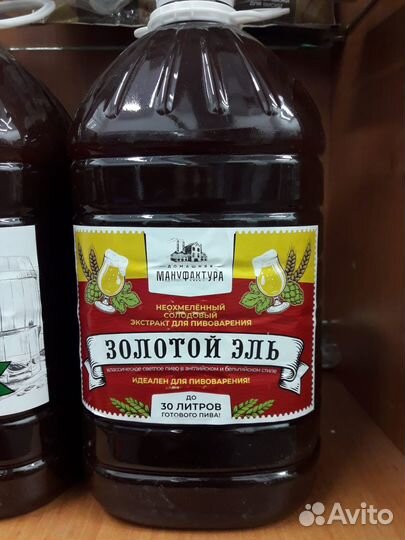 ДОМАШНЯЯ
МАНУФАКТУРА
НЕОХМЕЛЁННЫЙ
СОЛОДОВЫЙ
ЭКСТРАКТ ДЛЯ ПИВОВАРЕНИЯ
ЗОЛОТОЙ ЭЛЬ
классическое светлое пиво в английском и бельгийском стиле
ИДЕАЛЕН ДЛЯ ПИВОВАРЕНИЯ!
ДО
30 ЛИТРОВ
ГОТОВОГО ПИВА!
Avito